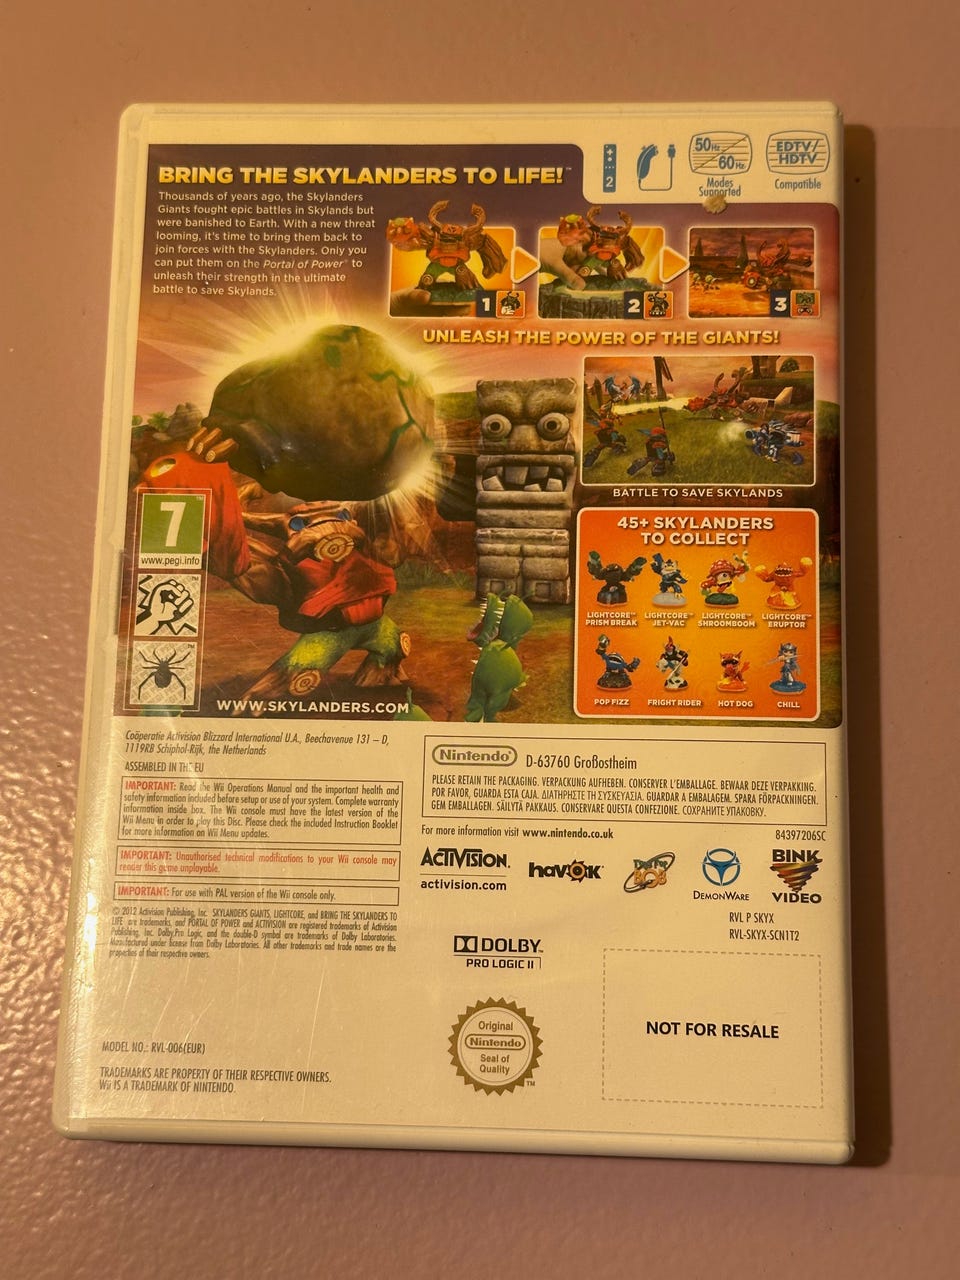 BRING THE SKYLANDERS TO LIFE!™
Thousands of years ago, the Skylanders
Giants fought epic battles in Skylands but
were banished to Earth. With a new threat
looming, it's time to bring them back to
join forces with the Skylanders. Only you
can put them on the Portal of Power™ to
unleash their strength in the ultimate
battle to save Skylands.
2
50Hz
60Hz
Modes
Supported
EDTV/
HDTV
Compatible
1
2
3
UNLEASH THE POWER OF THE GIANTS!
BATTLE TO SAVE SKYLANDS
45+ SKYLANDERS
TO COLLECT
LIGHTCORE™
PRISM BREAK
LIGHTCORE™
JET-VAC
LIGHTCORE™
SHROOMBOOM
LIGHTCORE™
ERUPTOR
POP FIZZ
FRIGHT RIDER
HOT DOG
CHILL
7
www.pegi.info
WWW.SKYLANDERS.COM
Coöperatie Activision Blizzard International U.A., Beechavenue 131 – D,
1119RB Schiphol-Rijk, the Netherlands
ASSEMBLED IN THE EU
IMPORTANT: Read the Wii Operations Manual and the important health and
safety information included before setup or use of your system. Complete warranty
information inside box. The Wii console must have the latest version of the
Wii Menu in order to play this Disc. Please check the included Instruction Booklet
for more information on Wii Menu updates.
IMPORTANT: Unauthorised technical modifications to your Wii console may
render this game unplayable.
IMPORTANT: For use with PAL version of the Wii console only.
© 2012 Activision Publishing, Inc. SKYLANDERS GIANTS, LIGHTCORE, and BRING THE SKYLANDERS TO
LIFE are trademarks, and PORTAL OF POWER and ACTIVISION are registered trademarks of Activision
Publishing, Inc. Dolby,Pro Logic, and the double-D symbol are trademarks of Dolby Laboratories.
Manufactured under license from Dolby Laboratories. All other trademarks and trade names are the
properties of their respective owners.
MODEL NO.: RVL-006(EUR)
TRADEMARKS ARE PROPERTY OF THEIR RESPECTIVE OWNERS.
Wii IS A TRADEMARK OF NINTENDO.
Nintendo® D-63760 Großostheim
PLEASE RETAIN THE PACKAGING. VERPACKUNG AUFHEBEN. CONSERVER L'EMBALLAGE. BEWAAR DEZE VERPAKKING.
POR FAVOR, GUARDA ESTA CAJA. ΔΙΑΤΗΡΗΣΤΕ ΤΗ ΣΥΣΚΕΥΑΣΙΑ. GUARDAR A EMBALAGEM. SPARA FÖRPACKNINGEN.
GEM EMBALLAGEN. SÄILYTÄ PAKKAUS. CONSERVARE QUESTA CONFEZIONE. СОХРАНИТЕ УПАКОВКУ.
For more information visit www.nintendo.co.uk
84397206SC
ACTIVISION.
activision.com
havok
BOB
DEMONWARE
BINK
VIDEO
RVL P SKYX
RVL-SKYX-SCN1T2
DOLBY.
PRO LOGIC II
Original
Nintendo
Seal of
Quality
™
NOT FOR RESALE